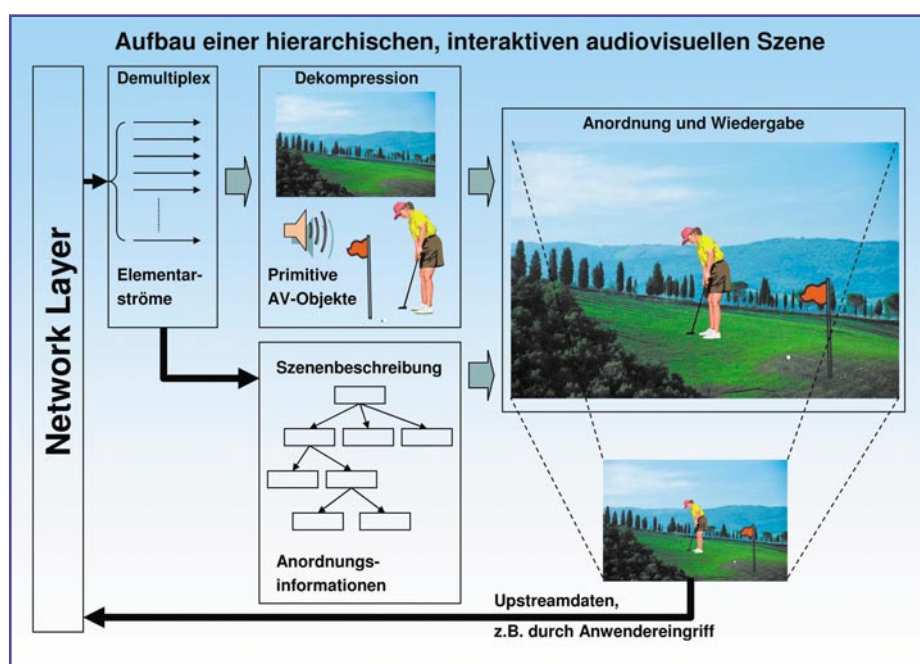 Aufbau einer hierarchischen, interaktiven audiovisuellen Szene
Network Layer
Demultiplex
Elementar-
ströme
Dekompression
Primitive
AV-Objekte
Szenenbeschreibung
Anordnungs-
informationen
Anordnung und Wiedergabe
Upstreamdaten,
z.B. durch Anwendereingriff